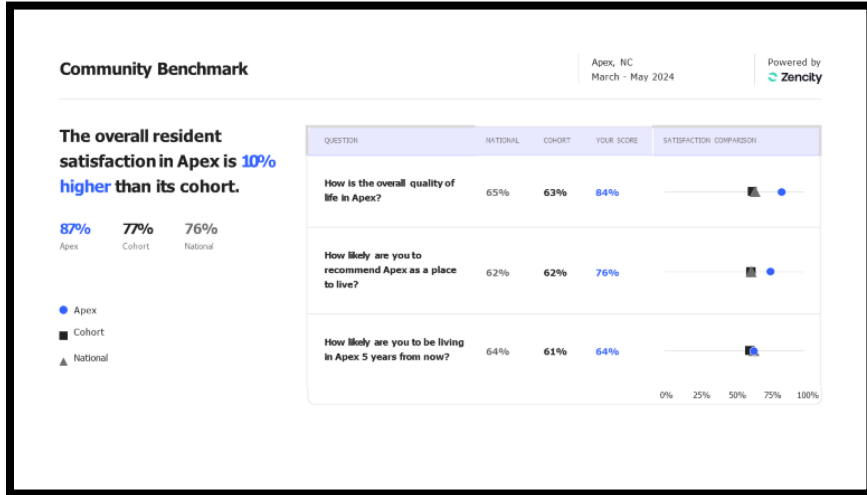 Community Benchmark
Apex, NC
March - May 2024
Powered by
Zencity
The overall resident
satisfaction in Apex is 10%
higher than its cohort.
87%
Apex
77%
Cohort
76%
National
Apex
Cohort
National
QUESTION NATIONAL COHORT YOUR SCORE SATISFACTION COMPARISON
How is the overall quality of
life in Apex?
65% 63% 84%
How likely are you to
recommend Apex as a place
to live?
62% 62% 76%
How likely are you to be living
in Apex 5 years from now?
64% 61% 64%
0% 25% 50% 75% 100%